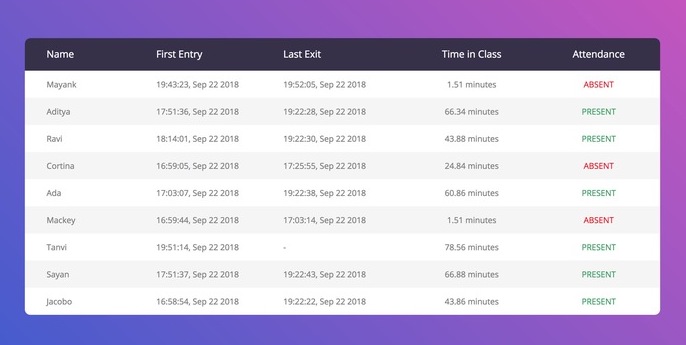 Name First Entry Last Exit Time in Class Attendance
Mayank 19:43:23, Sep 22 2018 19:52:05, Sep 22 2018 1.51 minutes ABSENT
Aditya 17:51:36, Sep 22 2018 19:22:28, Sep 22 2018 66.34 minutes PRESENT
Ravi 18:14:01, Sep 22 2018 19:22:30, Sep 22 2018 43.88 minutes PRESENT
Cortina 16:59:05, Sep 22 2018 17:25:55, Sep 22 2018 24.84 minutes ABSENT
Ada 17:03:07, Sep 22 2018 19:22:38, Sep 22 2018 60.86 minutes PRESENT
Mackey 16:59:44, Sep 22 2018 17:03:14, Sep 22 2018 1.51 minutes ABSENT
Tanvi 19:51:14, Sep 22 2018 - 78.56 minutes PRESENT
Sayan 17:51:37, Sep 22 2018 19:22:43, Sep 22 2018 66.88 minutes PRESENT
Jacobo 16:58:54, Sep 22 2018 19:22:22, Sep 22 2018 43.86 minutes PRESENT